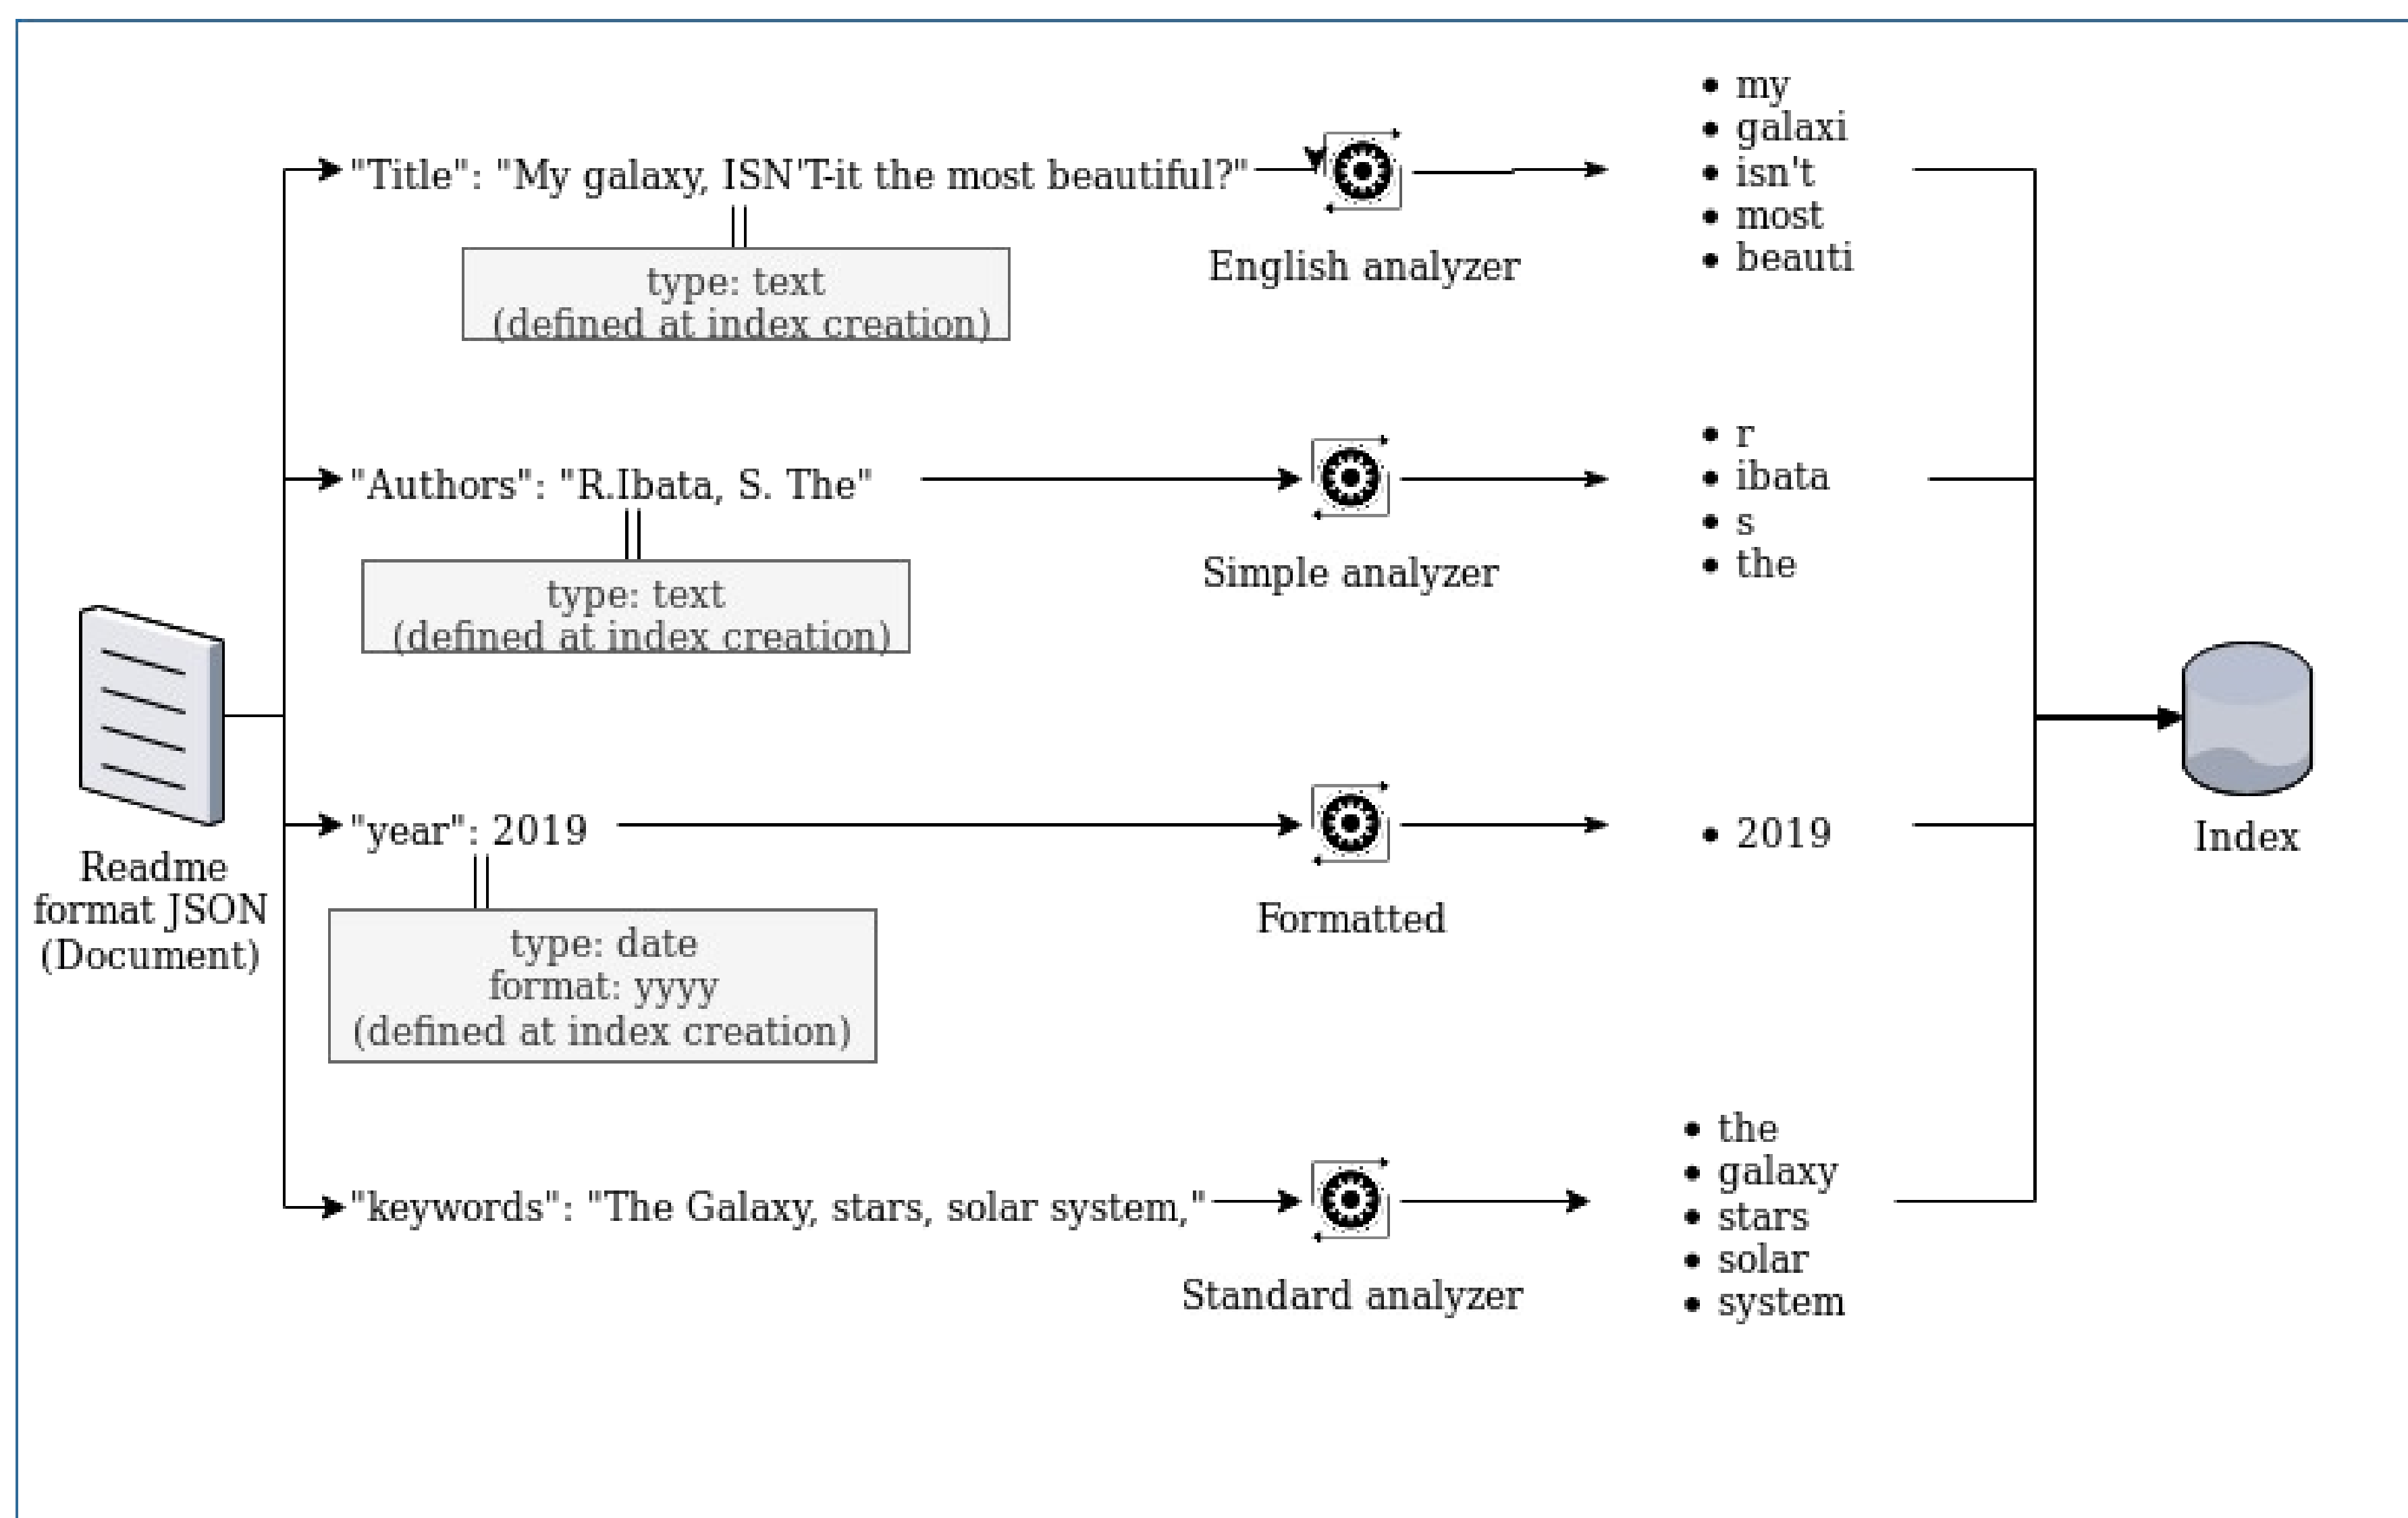 "Title": "My galaxy, ISN'T-it the most beautiful?"
type: text
(defined at index creation)
English analyzer
• my
• galaxi
• isn't
• most
• beauti
"Authors": "R.Ibata, S. The"
type: text
(defined at index creation)
Simple analyzer
• r
• ibata
• s
• the
Readme
format JSON
(Document)
"year": 2019
type: date
format: yyyy
(defined at index creation)
Formatted
• 2019
Index
"keywords": "The Galaxy, stars, solar system,"
Standard analyzer
• the
• galaxy
• stars
• solar
• system